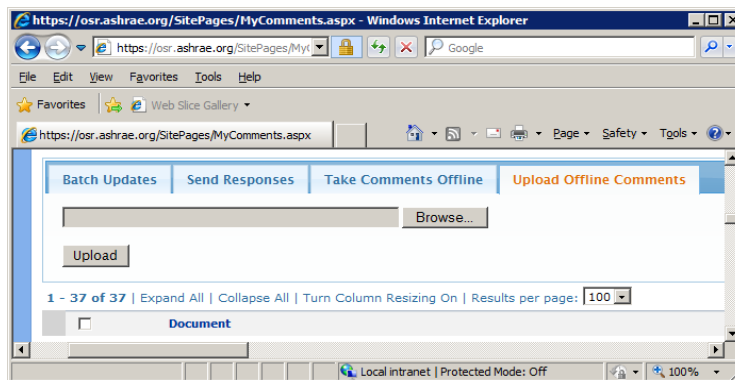 https://osr.ashrae.org/SitePages/MyComments.aspx - Windows Internet Explorer
https://osr.ashrae.org/SitePages/My Google
File Edit View Favorites Tools Help
Favorites Web Slice Gallery
https://osr.ashrae.org/SitePages/MyComments.aspx Page Safety Tools
Batch Updates Send Responses Take Comments Offline Upload Offline Comments
Browse...
Upload
1 - 37 of 37 | Expand All | Collapse All | Turn Column Resizing On | Results per page: 100
Document
Local intranet | Protected Mode: Off 100%